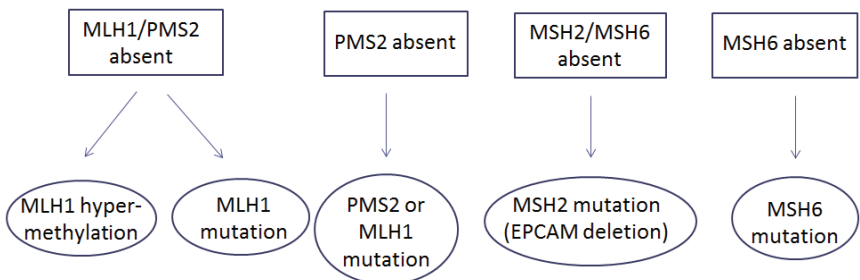 MLH1/PMS2
absent
PMS2 absent
MSH2/MSH6
absent
MSH6 absent
MLH1 hyper-
methylation
MLH1
mutation
PMS2 or
MLH1
mutation
MSH2 mutation
(EPCAM deletion)
MSH6
mutation